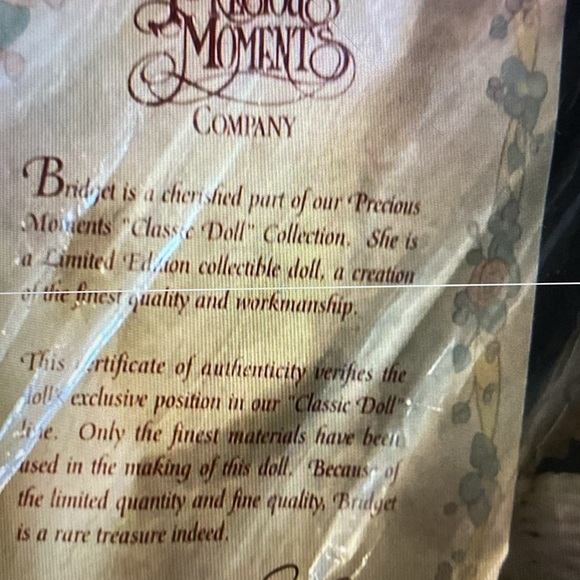 PRECIOUS
MOMENTS
COMPANY
Bridget is a cherished part of our Precious
Moments "Classic Doll" Collection. She is
a Limited Edition collectible doll, a creation
of the finest quality and workmanship.
This certificate of authenticity verifies the
doll's exclusive position in our "Classic Doll"
line. Only the finest materials have been
used in the making of this doll. Because of
the limited quantity and fine quality, Bridget
is a rare treasure indeed.